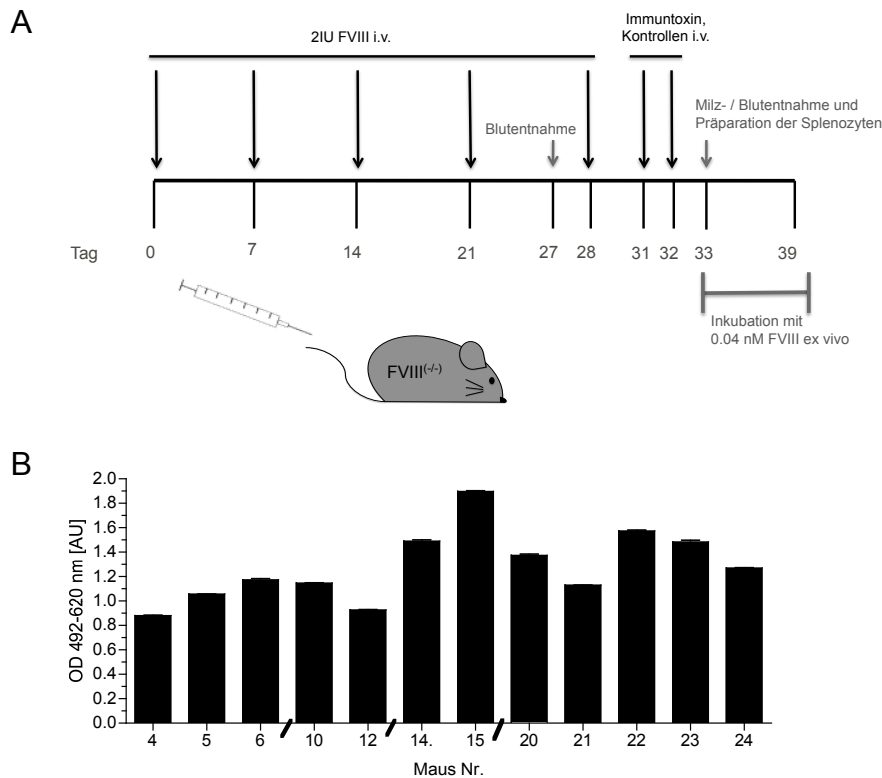 A
2IU FVIII i.v.
Immuntoxin,
Kontrollen i.v.
Blutentnahme
Milz- / Blutentnahme und
Präparation der Splenozyten
Tag 0 7 14 21 27 28 31 32 33 39
Inkubation mit
0.04 nM FVIII ex vivo
FVIII(-/-)
B
OD 492-620 nm [AU]
2.0
1.8
1.6
1.4
1.2
1.0
0.8
0.6
0.4
0.2
0.0
4 5 6 10 12 14. 15 20 21 22 23 24
Maus Nr.